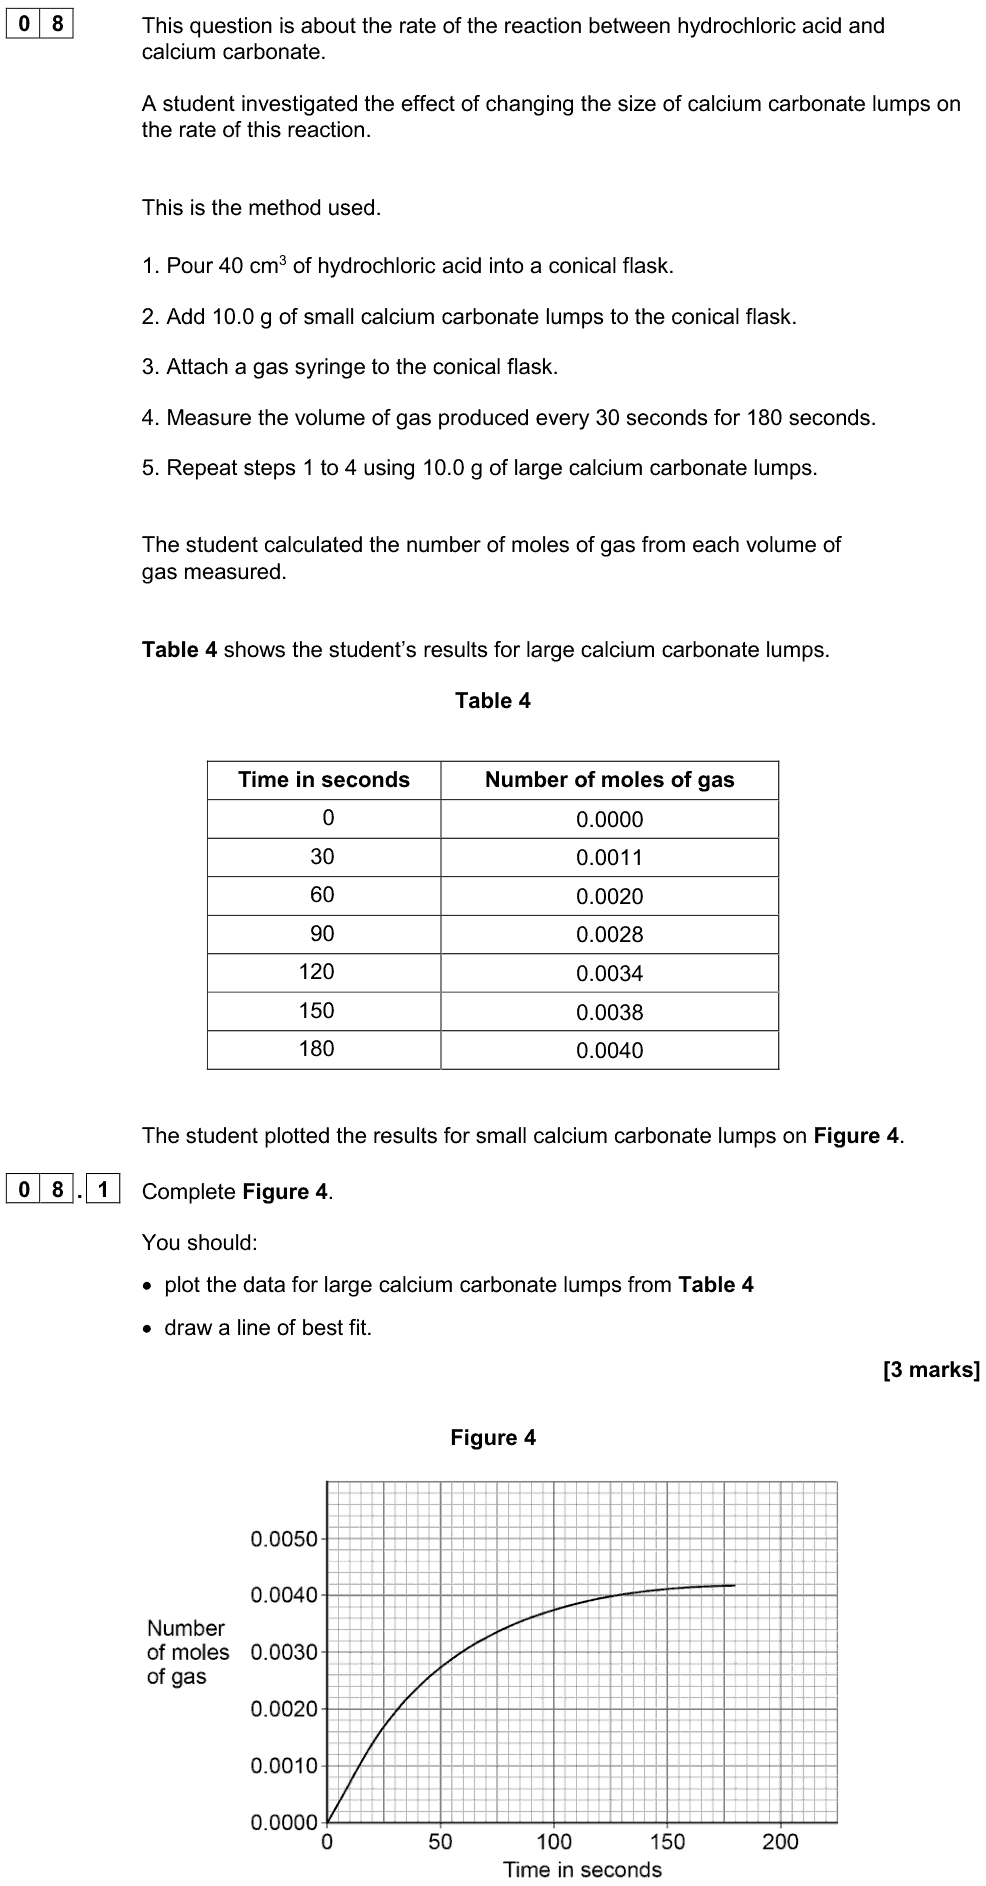 0 8 This question is about the rate of the reaction between hydrochloric acid and
calcium carbonate.
A student investigated the effect of changing the size of calcium carbonate lumps on
the rate of this reaction.
This is the method used.
1. Pour 40 cm³ of hydrochloric acid into a conical flask.
2. Add 10.0 g of small calcium carbonate lumps to the conical flask.
3. Attach a gas syringe to the conical flask.
4. Measure the volume of gas produced every 30 seconds for 180 seconds.
5. Repeat steps 1 to 4 using 10.0 g of large calcium carbonate lumps.
The student calculated the number of moles of gas from each volume of
gas measured.
Table 4 shows the student's results for large calcium carbonate lumps.
Table 4
Time in seconds Number of moles of gas
0 0.0000
30 0.0011
60 0.0020
90 0.0028
120 0.0034
150 0.0038
180 0.0040
The student plotted the results for small calcium carbonate lumps on Figure 4.
0 8 . 1 Complete Figure 4.
You should:
• plot the data for large calcium carbonate lumps from Table 4
• draw a line of best fit.
[3 marks]
Figure 4
0.0050
0.0040
Number
of moles
of gas
0.0030
0.0020
0.0010
0.0000
0 50 100 150 200
Time in seconds